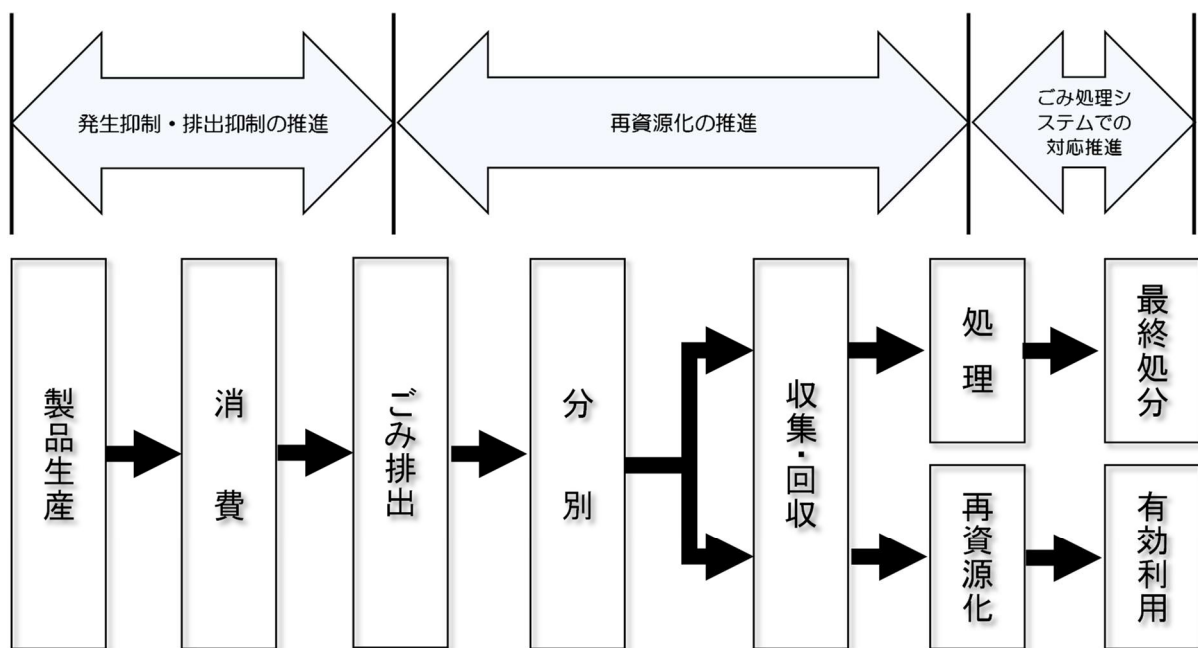 発生抑制・排出抑制の推進
再資源化の推進
ごみ処理シ
ステムでの
対応推進
製品生産
消費
ごみ排出
分別
収集・回収
処理
最終処分
再資源化
有効利用